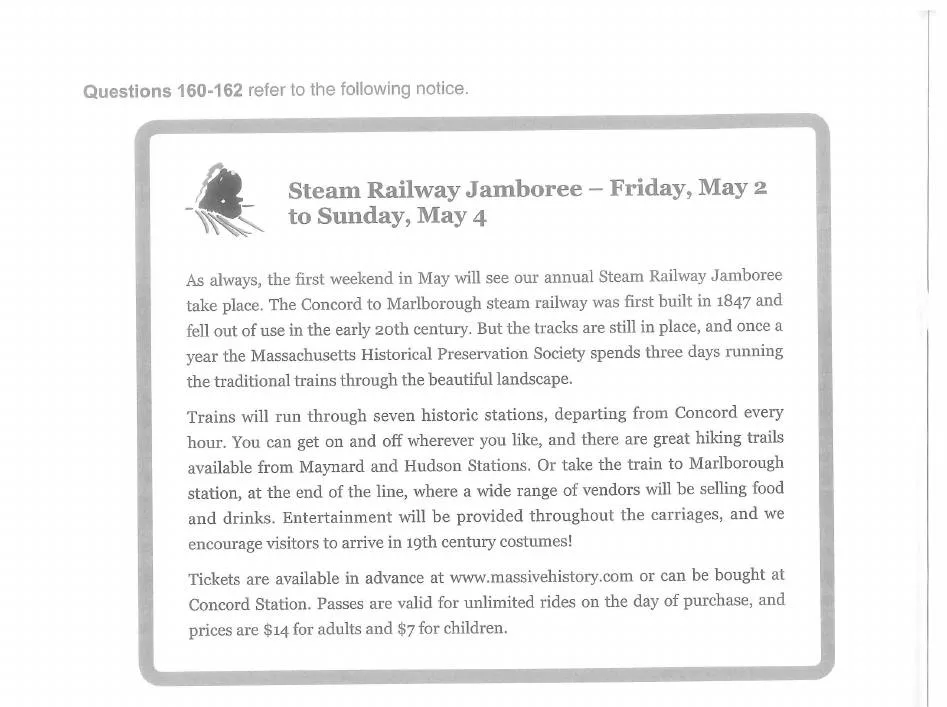 Questions 160-162 refer to the following notice.
Steam Railway Jamboree – Friday, May 2
to Sunday, May 4
As always, the first weekend in May will see our annual Steam Railway Jamboree
take place. The Concord to Marlborough steam railway was first built in 1847 and
fell out of use in the early 20th century. But the tracks are still in place, and once a
year the Massachusetts Historical Preservation Society spends three days running
the traditional trains through the beautiful landscape.
Trains will run through seven historic stations, departing from Concord every
hour. You can get on and off wherever you like, and there are great hiking trails
available from Maynard and Hudson Stations. Or take the train to Marlborough
station, at the end of the line, where a wide range of vendors will be selling food
and drinks. Entertainment will be provided throughout the carriages, and we
encourage visitors to arrive in 19th century costumes!
Tickets are available in advance at www.massivehistory.com or can be bought at
Concord Station. Passes are valid for unlimited rides on the day of purchase, and
prices are $14 for adults and $7 for children.